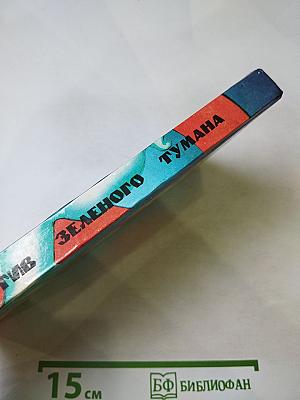 ТИВ ЗЕЛЕНОГО ТУМАНА
15 см
БФ БИБЛИОФАН